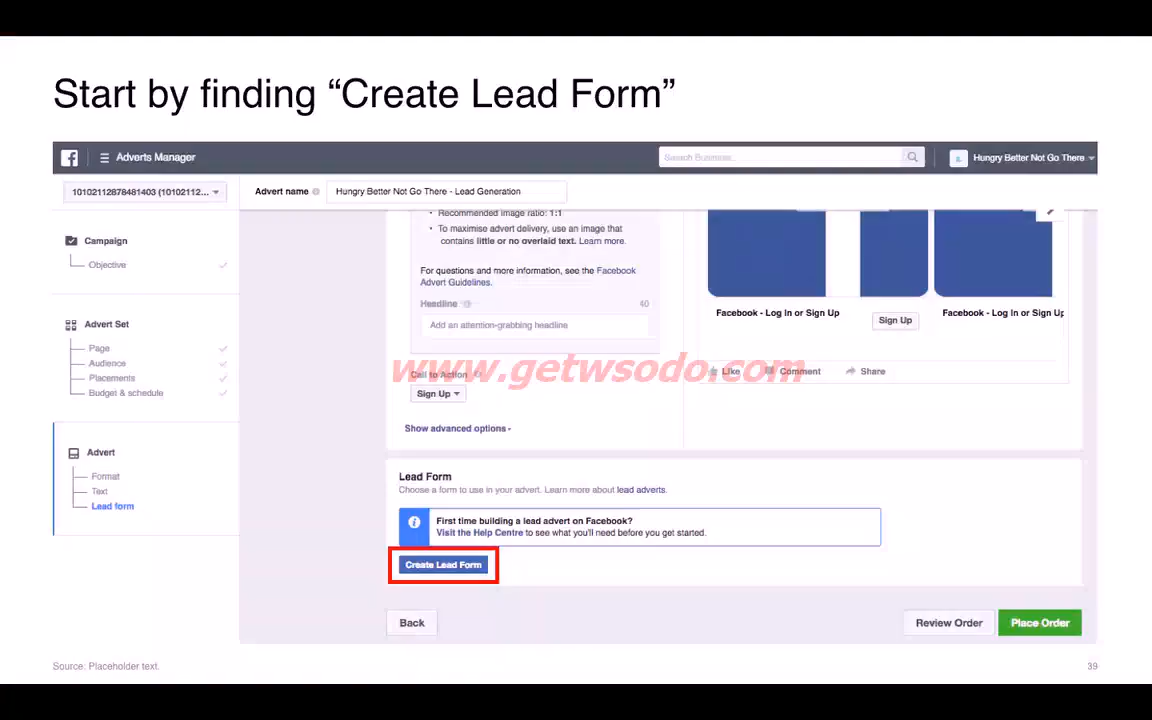 Start by finding “Create Lead Form”
Adverts Manager
Search Business...
Hungry Better Not Go There
10102112878481403 (10102112...
Advert name
Hungry Better Not Go There - Lead Generation
Campaign
Objective
Advert Set
Page
Audience
Placements
Budget & schedule
Advert
Format
Text
Lead form
• Recommended image ratio: 1:1
• To maximise advert delivery, use an image that
contains little or no overlaid text. Learn more.
For questions and more information, see the Facebook
Advert Guidelines.
Headline 40
Add an attention-grabbing headline
Call to Action
Sign Up
Show advanced options
Facebook - Log In or Sign Up
Sign Up
Facebook - Log In or Sign Up
Like Comment Share
www.getwsodo.com
Lead Form
Choose a form to use in your advert. Learn more about lead adverts.
First time building a lead advert on Facebook?
Visit the Help Centre to see what you'll need before you get started.
Create Lead Form
Back
Review Order
Place Order
Source: Placeholder text.
39